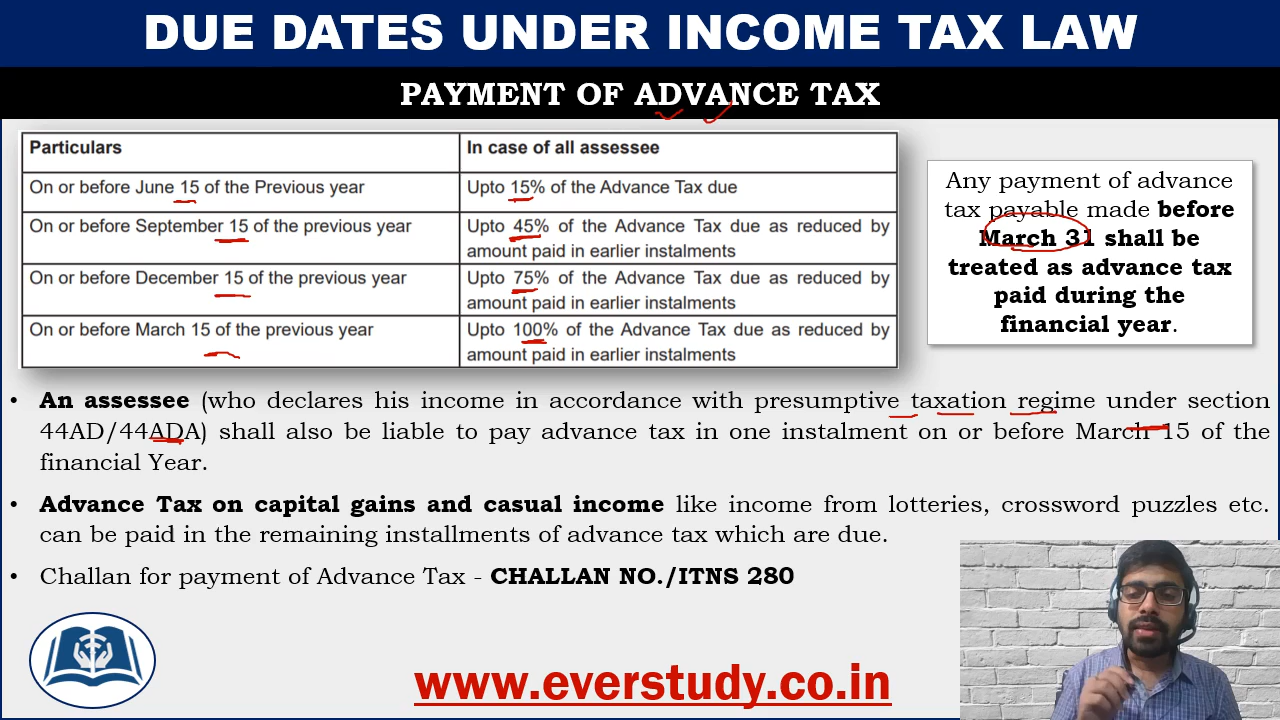 DUE DATES UNDER INCOME TAX LAW
PAYMENT OF ADVANCE TAX
Particulars
In case of all assessee
On or before June 15 of the Previous year
Upto 15% of the Advance Tax due
On or before September 15 of the previous year
Upto 45% of the Advance Tax due as reduced by
amount paid in earlier instalments
On or before December 15 of the previous year
Upto 75% of the Advance Tax due as reduced by
amount paid in earlier instalments
On or before March 15 of the previous year
Upto 100% of the Advance Tax due as reduced by
amount paid in earlier instalments
Any payment of advance
tax payable made before
March 31 shall be
treated as advance tax
paid during the
financial year.
• An assessee (who declares his income in accordance with presumptive taxation regime under section
44AD/44ADA) shall also be liable to pay advance tax in one instalment on or before March 15 of the
financial Year.
• Advance Tax on capital gains and casual income like income from lotteries, crossword puzzles etc.
can be paid in the remaining installments of advance tax which are due.
• Challan for payment of Advance Tax - CHALLAN NO./ITNS 280
www.everstudy.co.in